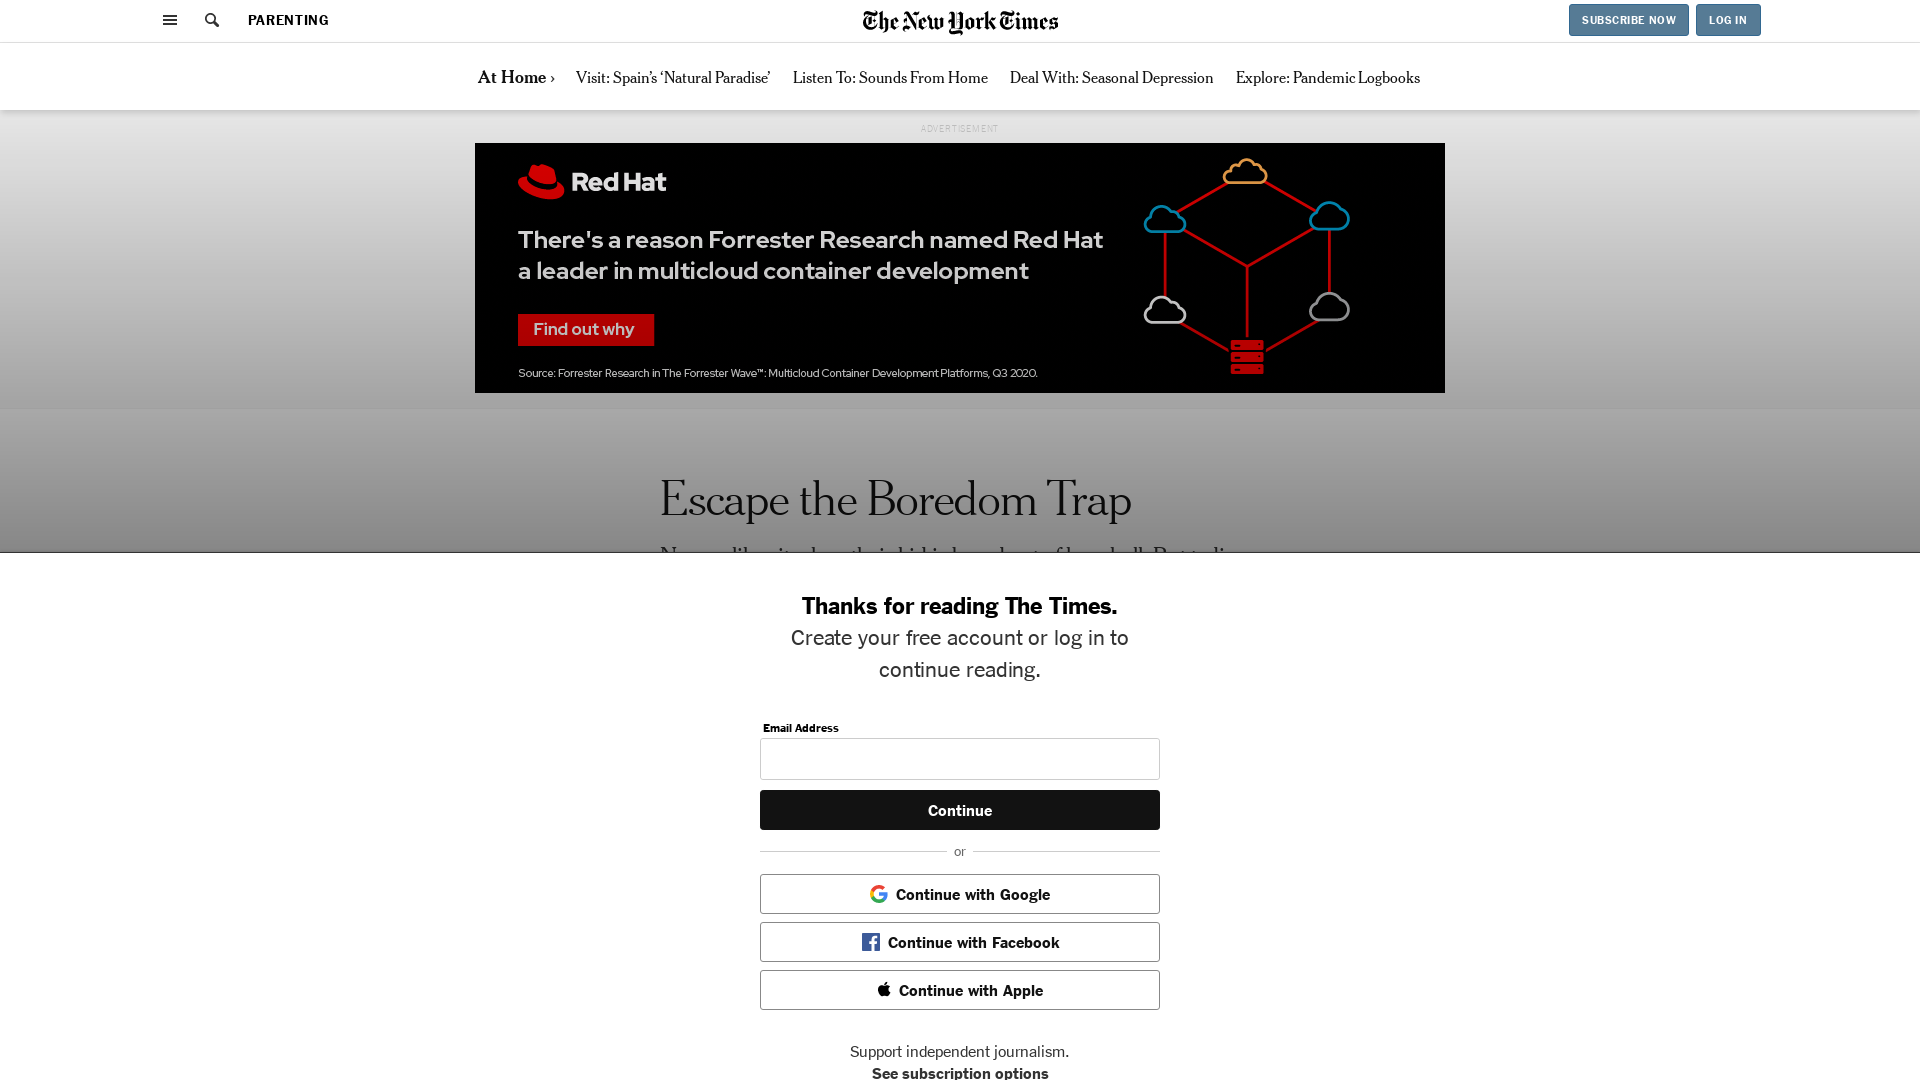 PARENTING
The New York Times
SUBSCRIBE NOW
LOG IN
At Home ›
Visit: Spain’s ‘Natural Paradise’
Listen To: Sounds From Home
Deal With: Seasonal Depression
Explore: Pandemic Logbooks
ADVERTISEMENT
Red Hat
There's a reason Forrester Research named Red Hat
a leader in multicloud container development
Find out why
Source: Forrester Research in The Forrester Wave™: Multicloud Container Development Platforms, Q3 2020.
Escape the Boredom Trap
Thanks for reading The Times.
Create your free account or log in to
continue reading.
Email Address
Continue
or
Continue with Google
Continue with Facebook
Continue with Apple
Support independent journalism.
See subscription options